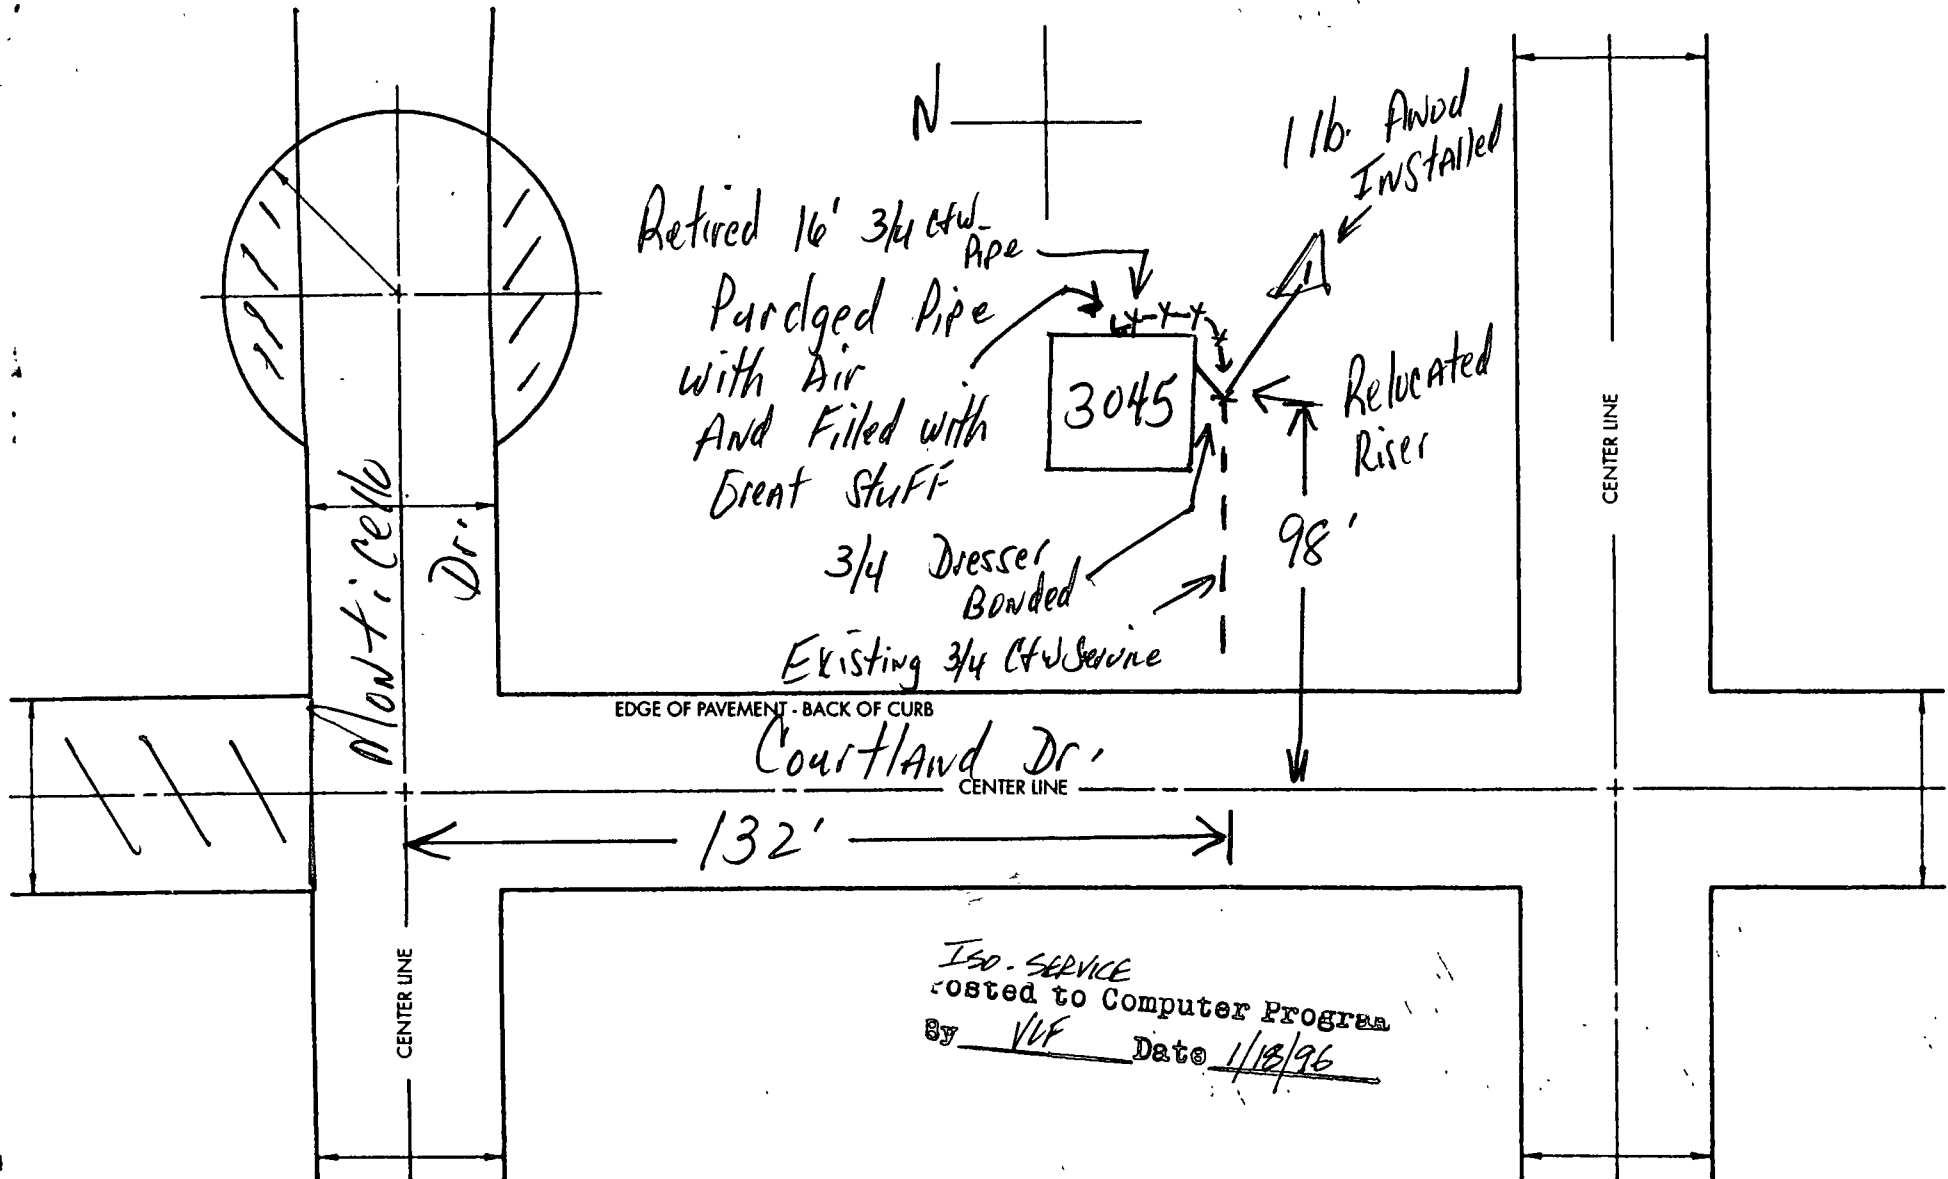 N
1 lb. Anod
Installed
Retired 16' 3/4 C+W
Pipe
Purdged Pipe
with Air
And Filled with
Great Stuff
3045
Relocated
Riser
98'
3/4 Dresser
Bonded
Existing 3/4 C+W Service
Monticello
Dr.
CENTER LINE
EDGE OF PAVEMENT - BACK OF CURB
Courtland Dr.
CENTER LINE
132'
CENTER LINE
Iso. SERVICE
Posted to Computer Program
By VLF Date 1/18/96